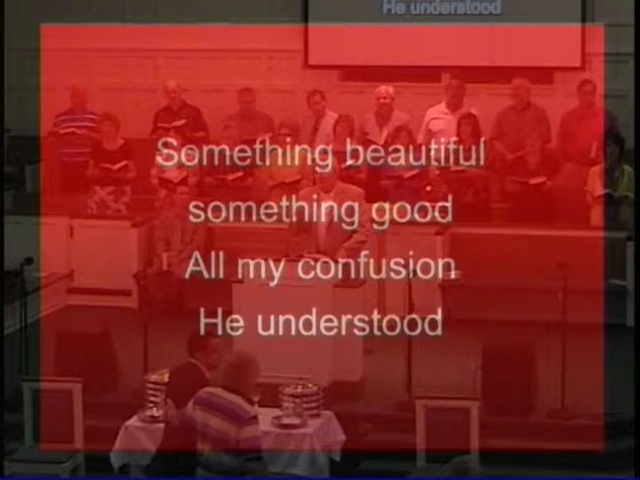 He understood
Something beautiful
something good
All my confusion
He understood